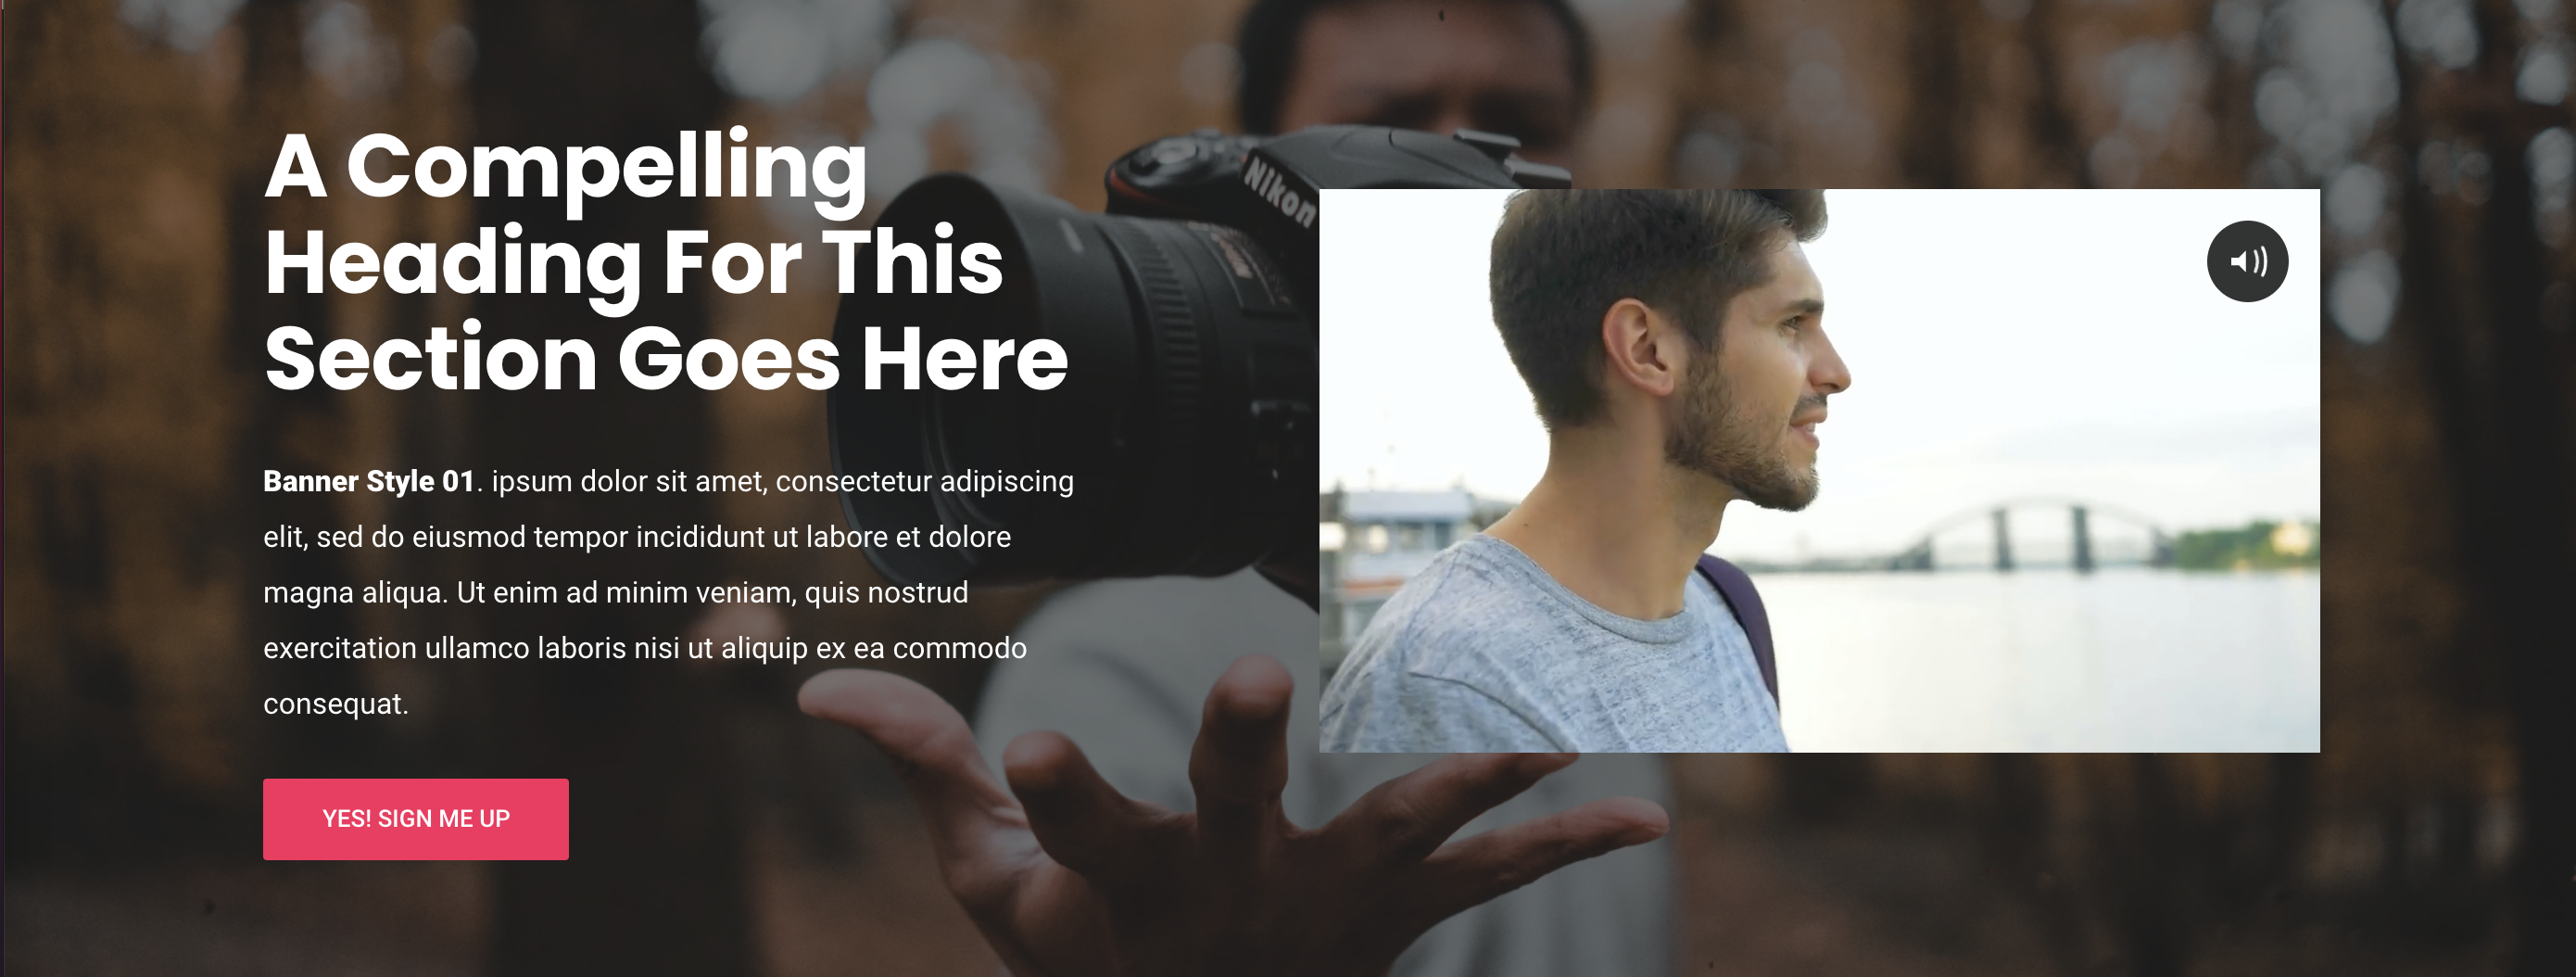 A Compelling
Heading For This
Section Goes Here
Banner Style 01. ipsum dolor sit amet, consectetur adipiscing
elit, sed do eiusmod tempor incididunt ut labore et dolore
magna aliqua. Ut enim ad minim veniam, quis nostrud
exercitation ullamco laboris nisi ut aliquip ex ea commodo
consequat.
YES! SIGN ME UP
Nikon